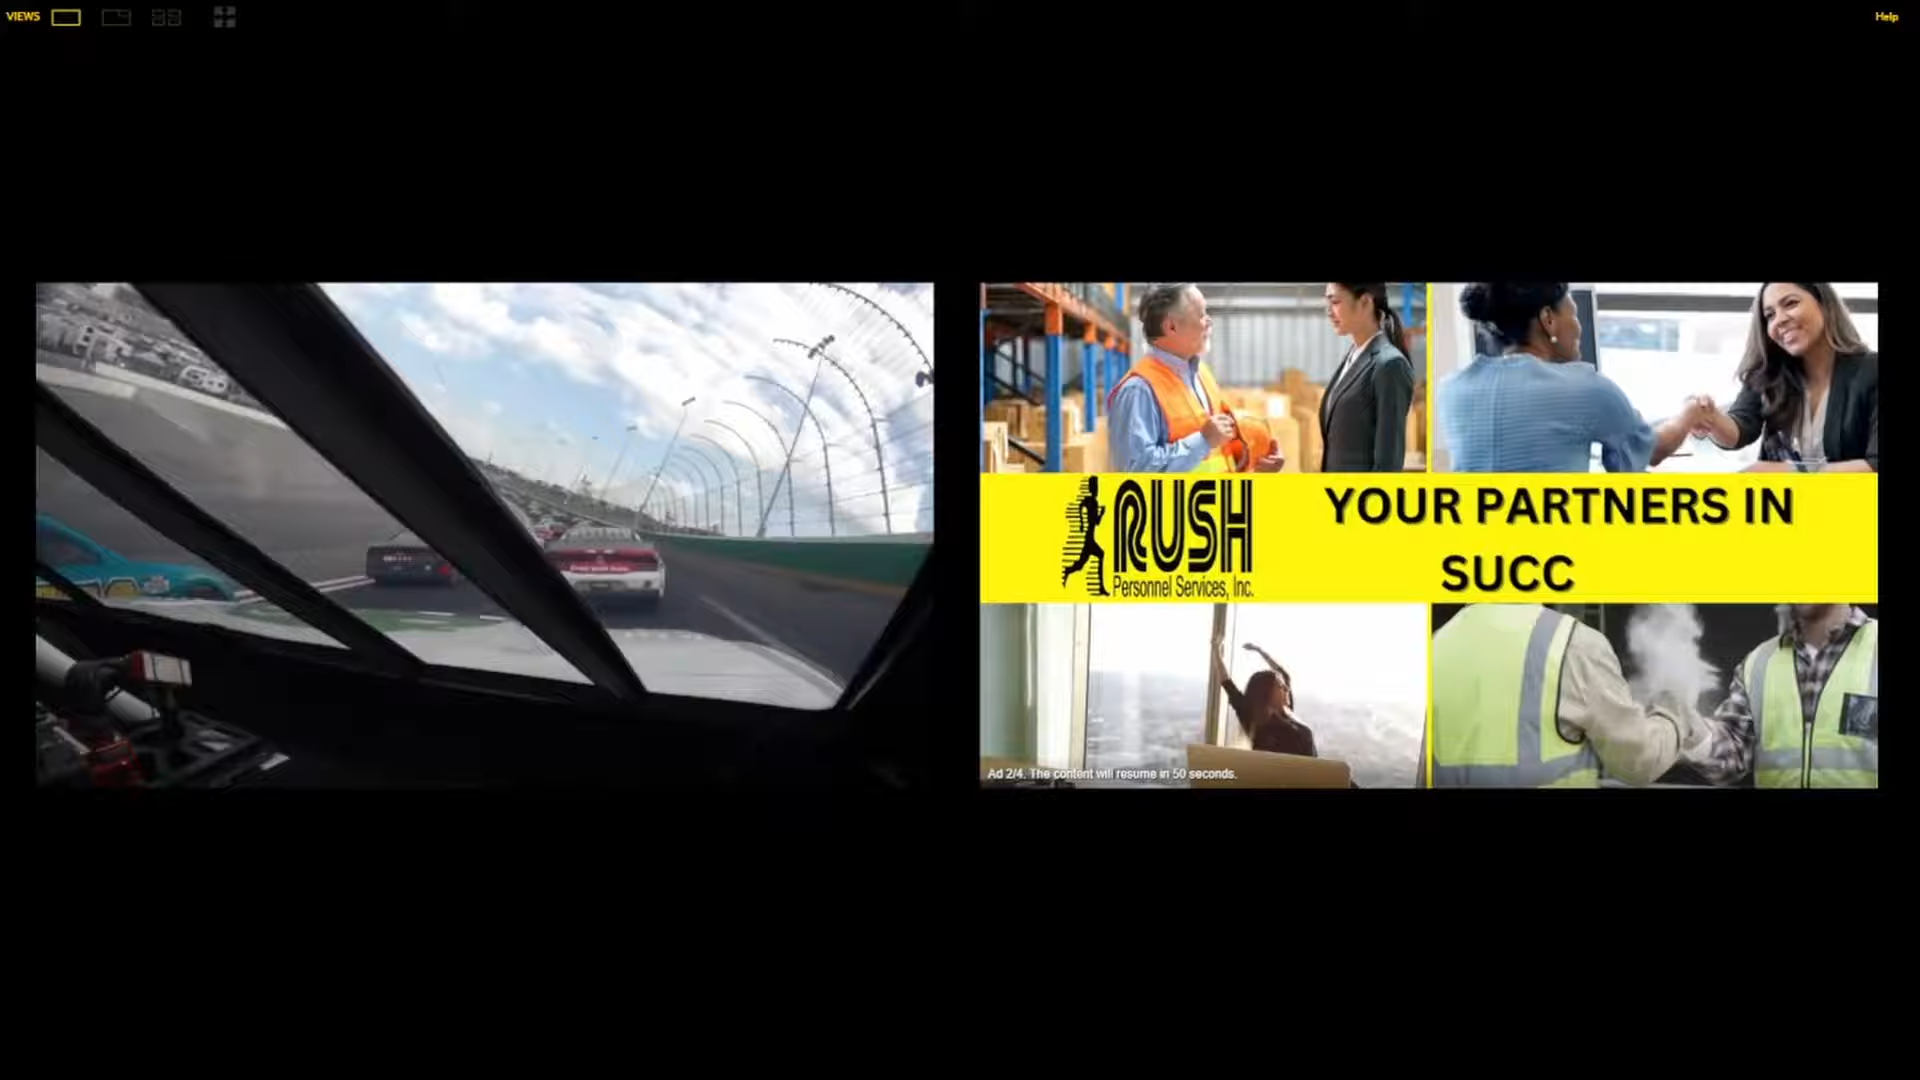 VIEWS
Help
RUSH
Personnel Services, Inc.
YOUR PARTNERS IN
SUCC
Ad 2/4. The content will resume in 50 seconds.